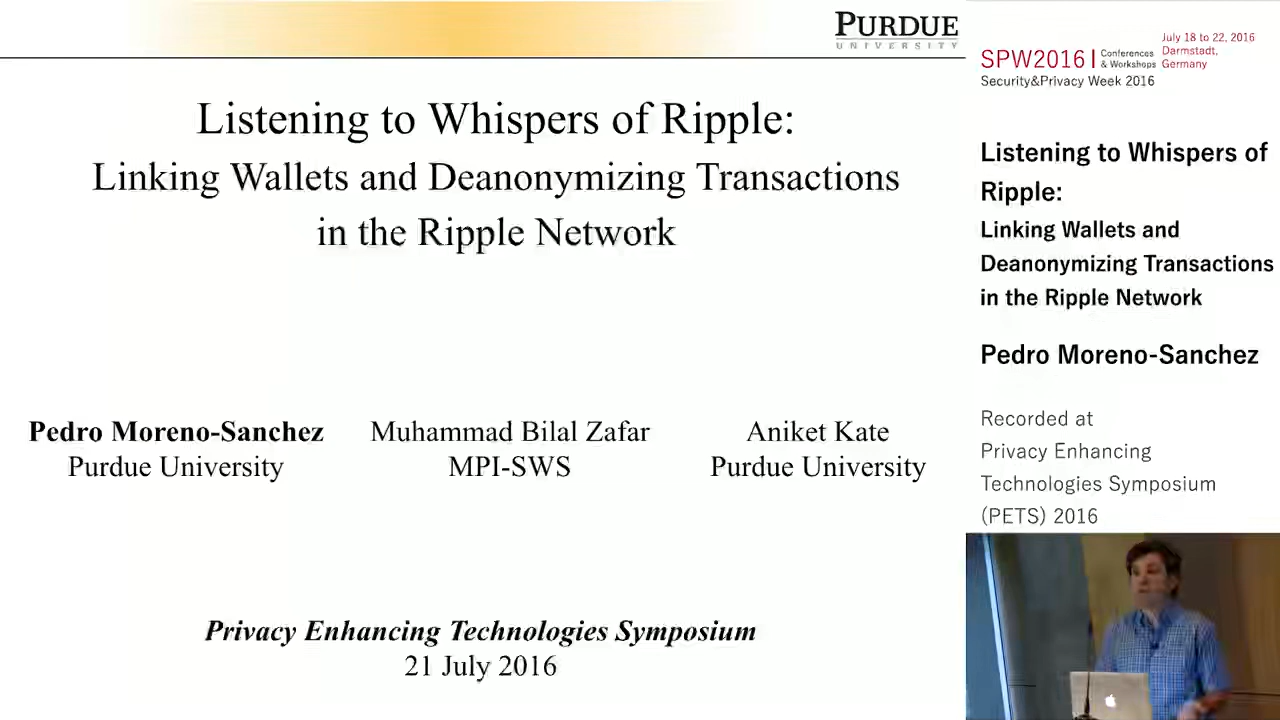 PURDUE
UNIVERSITY
Listening to Whispers of Ripple:
Linking Wallets and Deanonymizing Transactions
in the Ripple Network
Pedro Moreno-Sanchez
Purdue University
Muhammad Bilal Zafar
MPI-SWS
Aniket Kate
Purdue University
Privacy Enhancing Technologies Symposium
21 July 2016
SPW2016 | Conferences
& Workshops
Security&Privacy Week 2016
July 18 to 22, 2016
Darmstadt,
Germany
Listening to Whispers of
Ripple:
Linking Wallets and
Deanonymizing Transactions
in the Ripple Network
Pedro Moreno-Sanchez
Recorded at
Privacy Enhancing
Technologies Symposium
(PETS) 2016